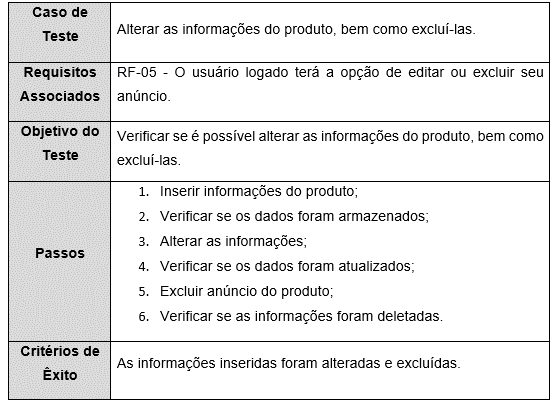 Caso de
Teste
Alterar as informações do produto, bem como excluí-las.
Requisitos
Associados
RF-05 - O usuário logado terá a opção de editar ou excluir seu
anúncio.
Objetivo do
Teste
Verificar se é possível alterar as informações do produto, bem como
excluí-las.
Passos
1. Inserir informações do produto;
2. Verificar se os dados foram armazenados;
3. Alterar as informações;
4. Verificar se os dados foram atualizados;
5. Excluir anúncio do produto;
6. Verificar se as informações foram deletadas.
Critérios de
Êxito
As informações inseridas foram alteradas e excluídas.